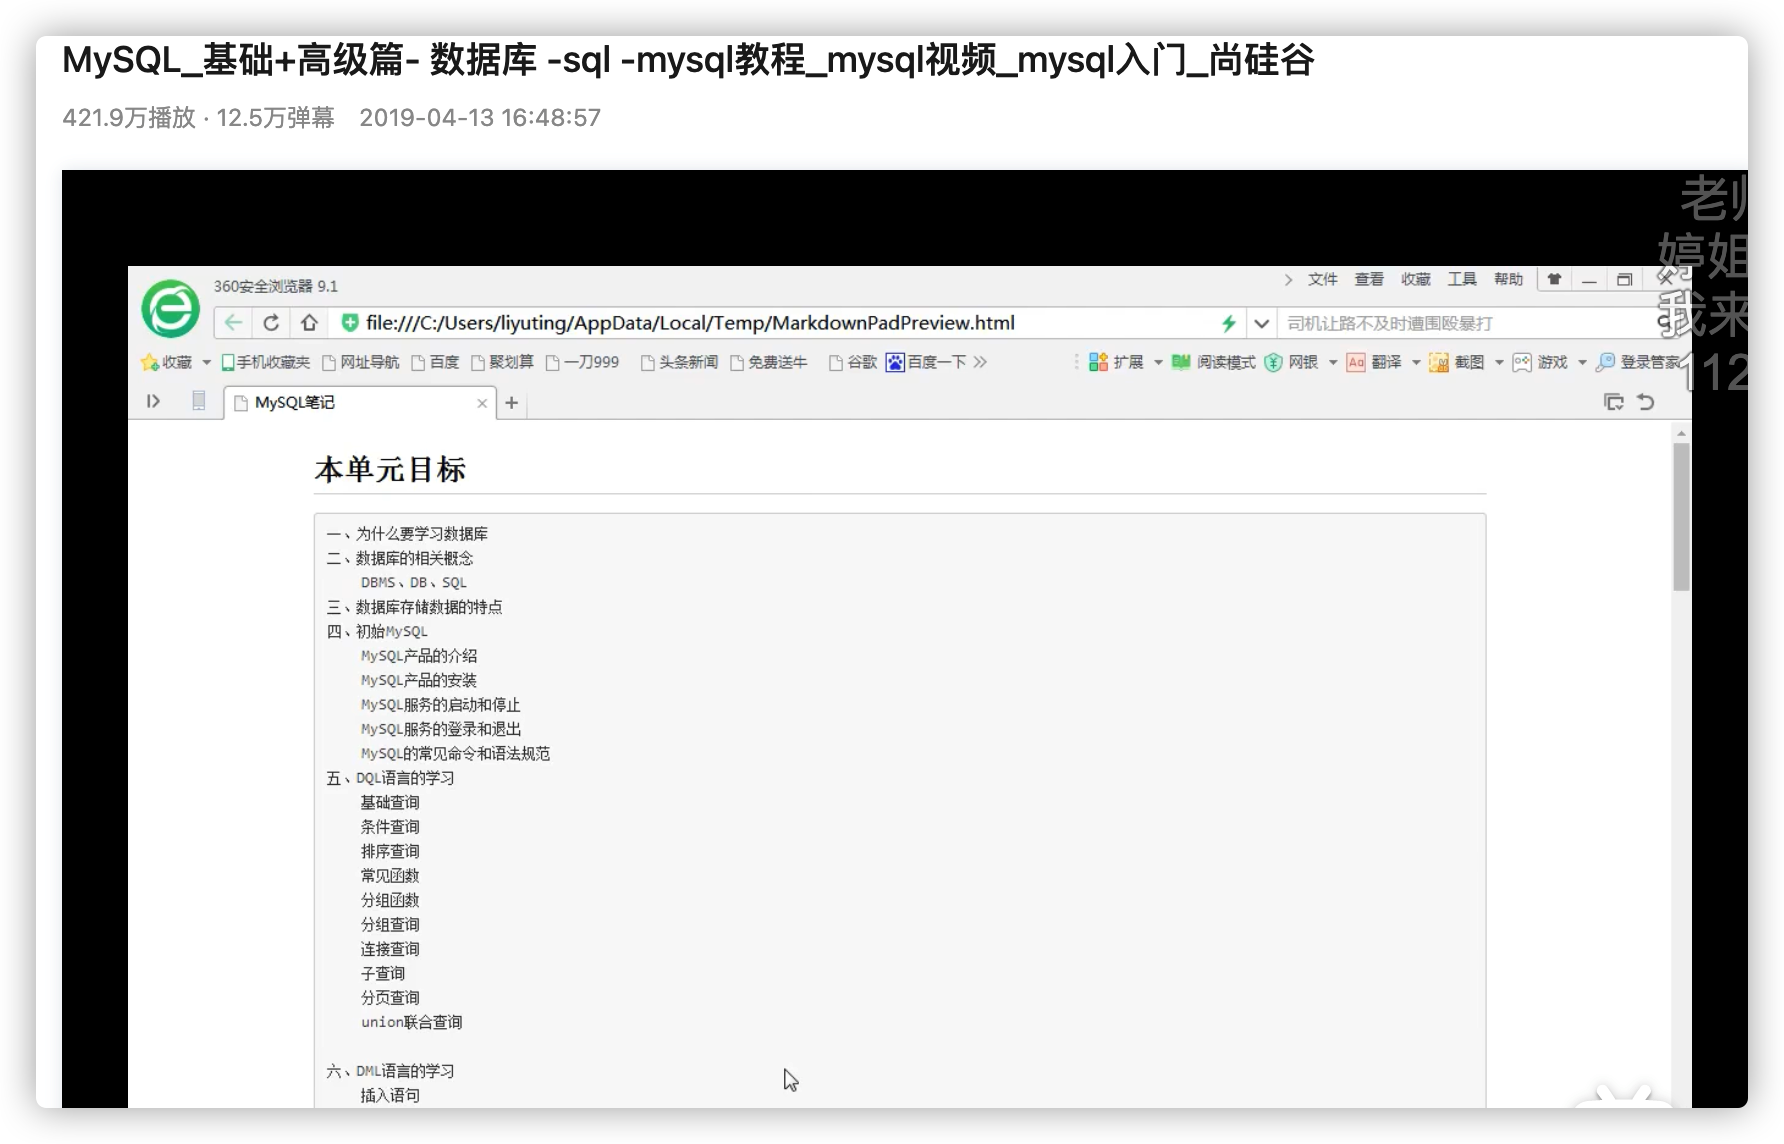 MySQL_基础+高级篇- 数据库 -sql -mysql教程_mysql视频_mysql入门_尚硅谷
421.9万播放 · 12.5万弹幕 2019-04-13 16:48:57
老师
婷姐
我来
112
360安全浏览器 9.1
文件 查看 收藏 工具 帮助
file:///C:/Users/liyuting/AppData/Local/Temp/MarkdownPadPreview.html
司机让路不及时遭围殴暴打
收藏 手机收藏夹 网址导航 百度 聚划算 一刀999 头条新闻 免费送牛 谷歌 百度一下 » 扩展 阅读模式 网银 翻译 截图 游戏 登录管家
MySQL笔记
本单元目标
一、为什么要学习数据库
二、数据库的相关概念
DBMS、DB、SQL
三、数据库存储数据的特点
四、初始MySQL
MySQL产品的介绍
MySQL产品的安装
MySQL服务的启动和停止
MySQL服务的登录和退出
MySQL的常见命令和语法规范
五、DQL语言的学习
基础查询
条件查询
排序查询
常见函数
分组函数
分组查询
连接查询
子查询
分页查询
union联合查询
六、DML语言的学习
插入语句